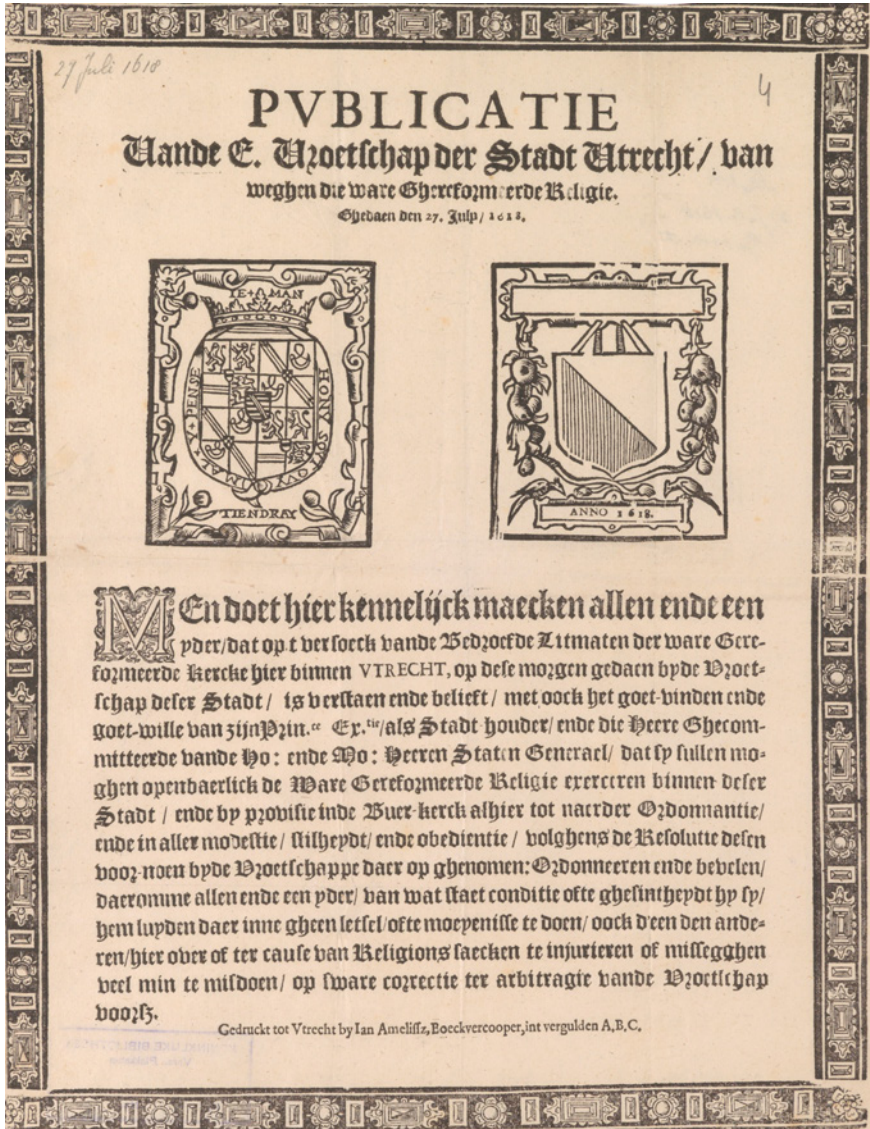 27 Juli 1618
4
PVBLICATIE
Vande E. Vroetschap der Stadt Utrecht/ van
weghen die ware Ghereformeerde Religie.
Ghedaen den 27. July/ 1618.
IE + MAN
HONI SOIT QVI MAL Y + PENSE
TIENDRAY
ANNO 1618.
MEn doet hier kennelijck maecken allen ende een
yder/dat op t versoeck vande Bedroefde Litmaten der ware Gere-
formeerde Kercke hier binnen VTRECHT, op dese morgen gedaen byde Vroet-
schap deser Stadt/ is verstaen ende belieft/ met oock het goet-vinden ende
goet-wille van zijn Prin.ce Ex.tie/als Stadt houder/ ende die Heere Ghecom-
mitteerde vande Ho: ende Mo: Heeren Staten Generael/ dat sy sullen mo-
ghen openbaerlick de Ware Gereformeerde Religie exerceren binnen deser
Stadt / ende by provisie inde Buer-kerck alhier tot naerder Ordonnantie/
ende in aller modestie/ stilheydt/ ende obedientie / volghens de Resolutie desen
voor-noen byde Vroetschappe daer op ghenomen: Ordonneeren ende bevelen/
daeromme allen ende een yder/ van wat staet conditie ofte ghesintheydt hy sy/
hem luyden daer inne gheen letsel/ofte moeyenisse te doen/ oock d'een den ande-
ren/hier over of ter cause van Religions saecken te injurieren of missegghen
veel min te misdoen/ op sware correctie ter arbitragie vande Vroetschap
voorsz.
Gedruckt tot Vtrecht by Ian Amelissz, Boeckvercooper, int vergulden A,B,C.